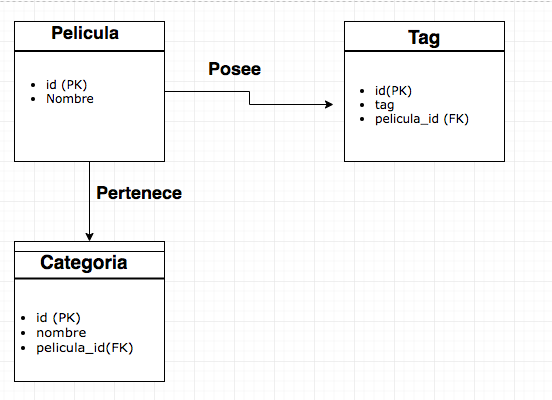 Pelicula
• id (PK)
• Nombre
Posee
Tag
• id(PK)
• tag
• pelicula_id (FK)
Pertenece
Categoria
• id (PK)
• nombre
• pelicula_id(FK)